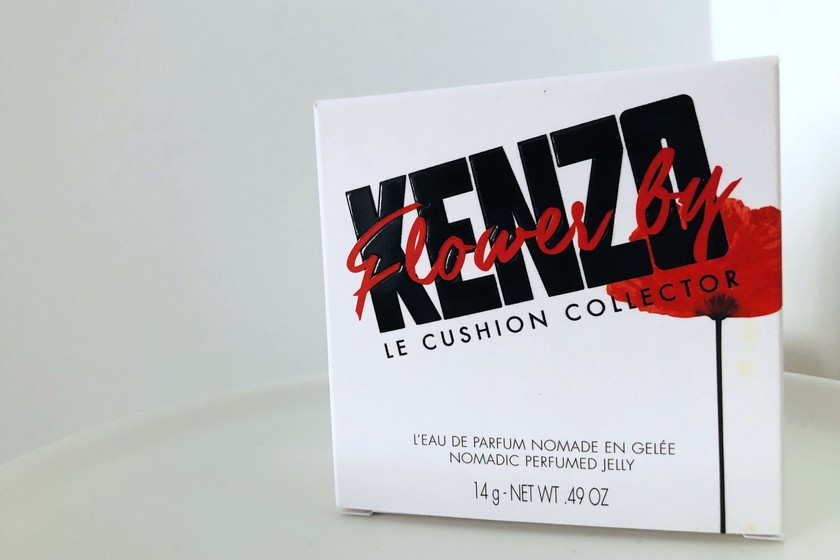 KENZO
Flower by
LE CUSHION COLLECTOR
L'EAU DE PARFUM NOMADE EN GELÉE
NOMADIC PERFUMED JELLY
14 g - NET WT .49 OZ